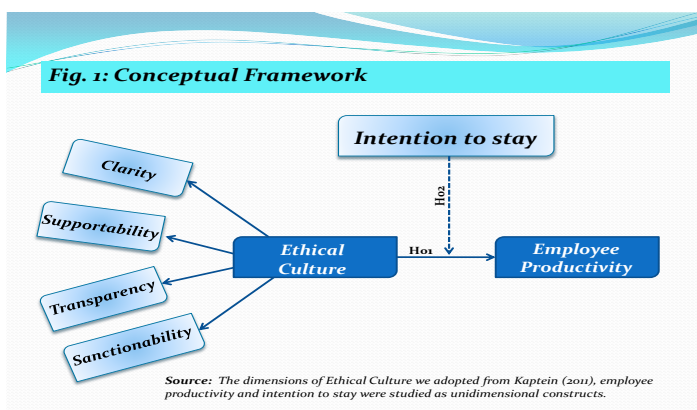 Fig. 1: Conceptual Framework
Intention to stay
Clarity
Supportability
Transparency
Sanctionability
Ethical
Culture
Ho1
Ho2
Employee
Productivity
Source: The dimensions of Ethical Culture we adopted from Kaptein (2011), employee
productivity and intention to stay were studied as unidimensional constructs.